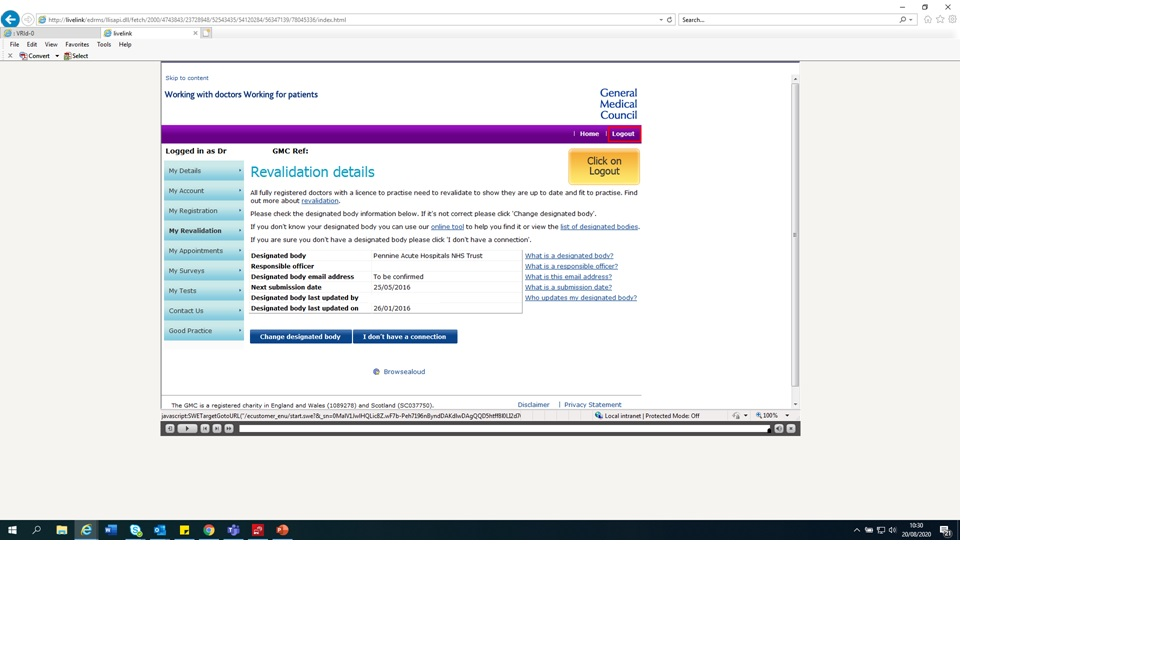 http://livelink/edrms/llisapi.dll/fetch/2000/4743843/23728948/52543435/54120284/56347139/78045336/index.html
Search...
: VRId-0
livelink
File Edit View Favorites Tools Help
Convert Select
Skip to content
Working with doctors Working for patients
General
Medical
Council
Home Logout
Logged in as Dr GMC Ref:
Click on
Logout
My Details
My Account
My Registration
My Revalidation
My Appointments
My Surveys
My Tests
Contact Us
Good Practice
Revalidation details
All fully registered doctors with a licence to practise need to revalidate to show they are up to date and fit to practise. Find
out more about revalidation.
Please check the designated body information below. If it's not correct please click 'Change designated body'.
If you don't know your designated body you can use our online tool to help you find it or view the list of designated bodies.
If you are sure you don't have a designated body please click 'I don't have a connection'.
Designated body Pennine Acute Hospitals NHS Trust What is a designated body?
Responsible officer What is a responsible officer?
Designated body email address To be confirmed What is this email address?
Next submission date 25/05/2016 What is a submission date?
Designated body last updated by Who updates my designated body?
Designated body last updated on 26/01/2016
Change designated body I don't have a connection
Browsealoud
The GMC is a registered charity in England and Wales (1089278) and Scotland (SC037750). Disclaimer | Privacy Statement
Local intranet | Protected Mode: Off 100%
10:30
20/08/2020